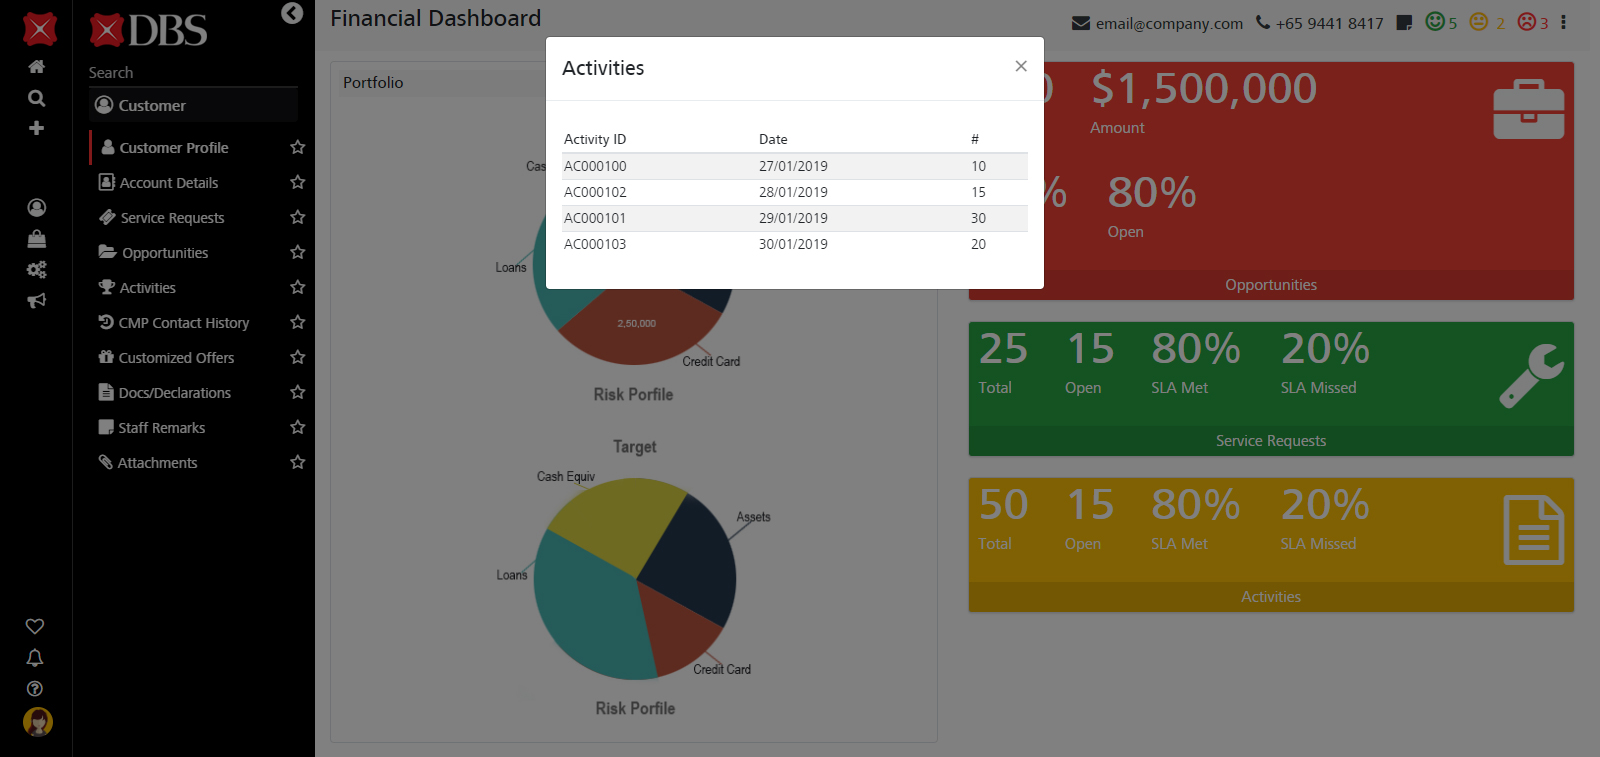 DBS
Search
Customer
Customer Profile
Account Details
Service Requests
Opportunities
Activities
CMP Contact History
Customized Offers
Docs/Declarations
Staff Remarks
Attachments
Financial Dashboard
email@company.com +65 9441 8417 5 2 3
Portfolio
Activities
×
Activity ID Date #
AC000100 27/01/2019 10
AC000102 28/01/2019 15
AC000101 29/01/2019 30
AC000103 30/01/2019 20
Loans
2,50,000
Credit Card
Risk Porfile
Target
Cash Equiv
Assets
Loans
Credit Card
Risk Porfile
$1,500,000
Amount
% 80%
Open
Opportunities
25 15 80% 20%
Total Open SLA Met SLA Missed
Service Requests
50 15 80% 20%
Total Open SLA Met SLA Missed
Activities